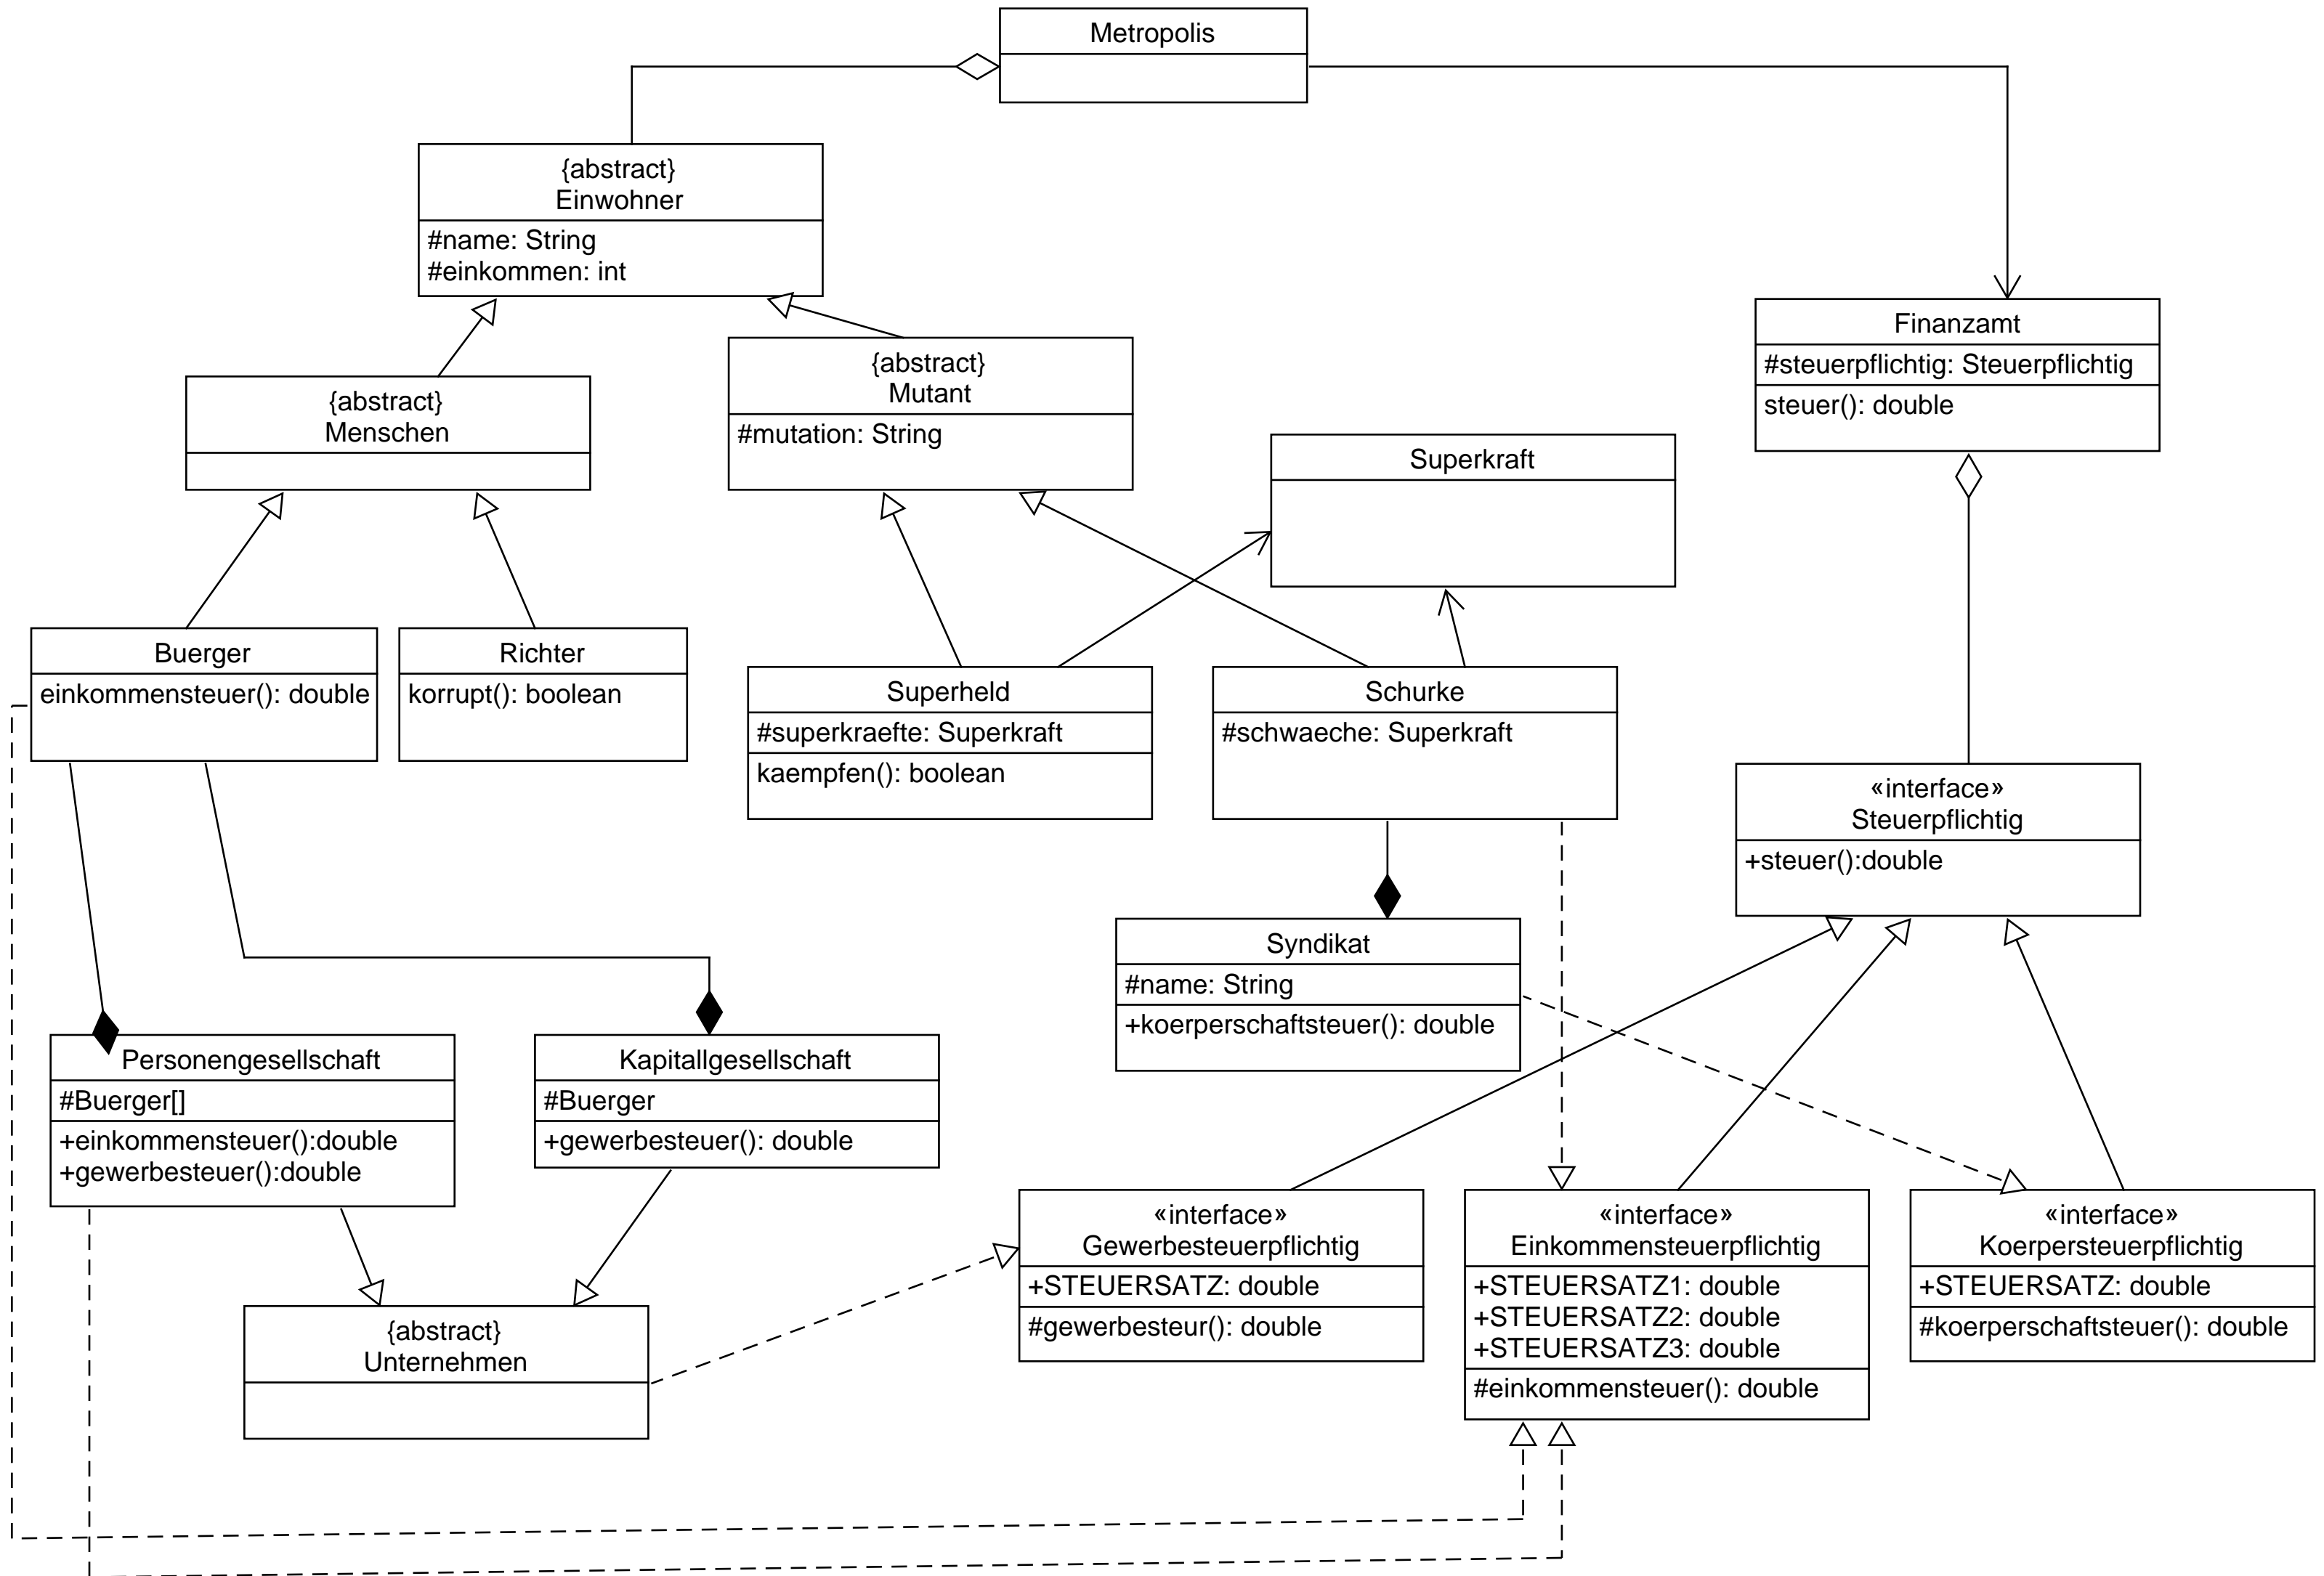 Metropolis
{abstract}
Einwohner
#name: String
#einkommen: int
Finanzamt
#steuerpflichtig: Steuerpflichtig
steuer(): double
{abstract}
Menschen
{abstract}
Mutant
#mutation: String
Superkraft
Buerger
einkommensteuer(): double
Richter
korrupt(): boolean
Superheld
#superkraefte: Superkraft
kaempfen(): boolean
Schurke
#schwaeche: Superkraft
«interface»
Steuerpflichtig
+steuer():double
Syndikat
#name: String
+koerperschaftsteuer(): double
Personengesellschaft
#Buerger[]
+einkommensteuer():double
+gewerbesteuer():double
Kapitallgesellschaft
#Buerger
+gewerbesteuer(): double
«interface»
Gewerbesteuerpflichtig
+STEUERSATZ: double
#gewerbesteur(): double
«interface»
Einkommensteuerpflichtig
+STEUERSATZ1: double
+STEUERSATZ2: double
+STEUERSATZ3: double
#einkommensteuer(): double
«interface»
Koerpersteuerpflichtig
+STEUERSATZ: double
#koerperschaftsteuer(): double
{abstract}
Unternehmen